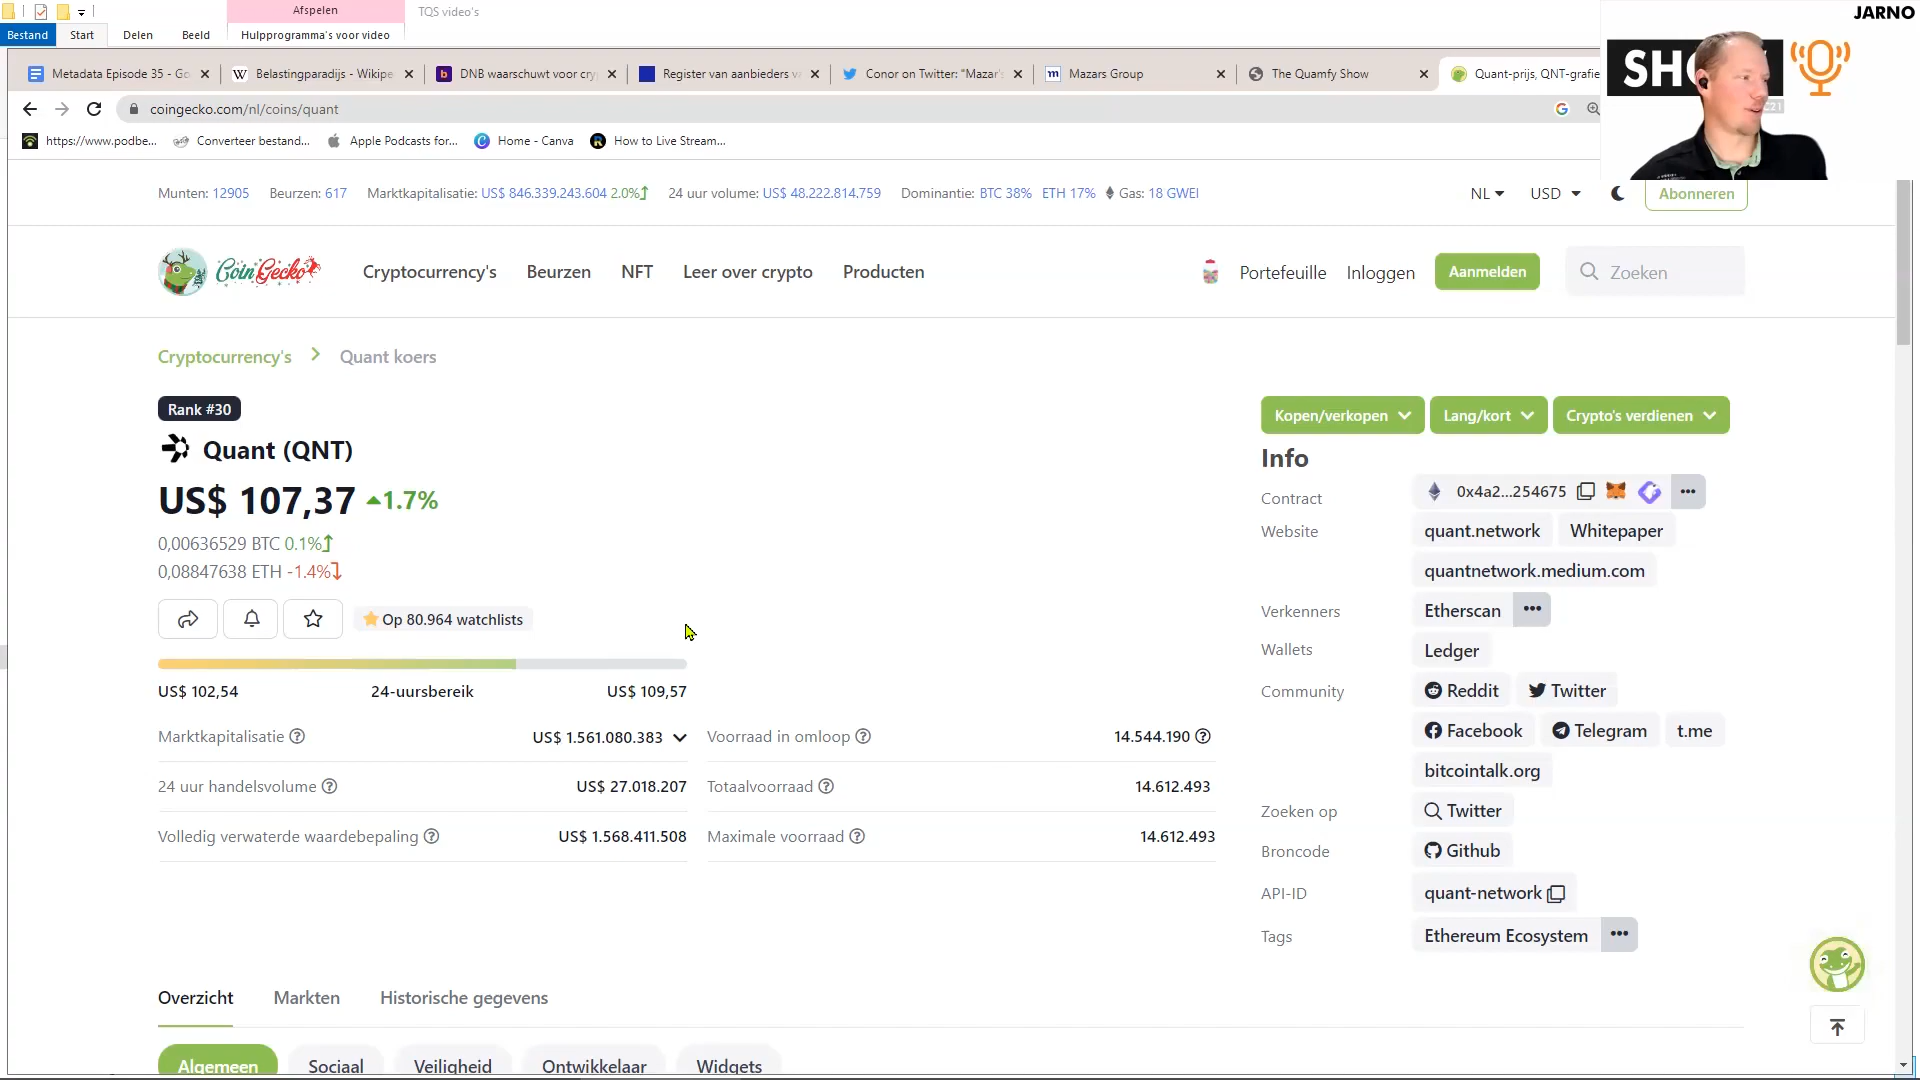 Afspelen
TQS video's
Bestand
Start
Delen
Beeld
Hulpprogramma's voor video
JARNO
Metadata Episode 35 - Go
Belastingparadijs - Wikipe
DNB waarschuwt voor cry
Register van aanbieders v
Conor on Twitter: "Mazar'
Mazars Group
The Quamfy Show
Quant-prijs, QNT-grafie
coingecko.com/nl/coins/quant
https://www.podbe...
Converteer bestand...
Apple Podcasts for...
Home - Canva
How to Live Stream...
Munten: 12905
Beurzen: 617
Marktkapitalisatie: US$ 846.339.243.604 2.0%
24 uur volume: US$ 48.222.814.759
Dominantie: BTC 38% ETH 17%
Gas: 18 GWEI
NL
USD
Abonneren
CoinGecko
Cryptocurrency's
Beurzen
NFT
Leer over crypto
Producten
Portefeuille
Inloggen
Aanmelden
Zoeken
Cryptocurrency's
Quant koers
Rank #30
Quant (QNT)
US$ 107,37 1.7%
0,00636529 BTC 0.1%
0,08847638 ETH -1.4%
Op 80.964 watchlists
US$ 102,54
24-uursbereik
US$ 109,57
Marktkapitalisatie
US$ 1.561.080.383
Voorraad in omloop
14.544.190
24 uur handelsvolume
US$ 27.018.207
Totaalvoorraad
14.612.493
Volledig verwaterde waardebepaling
US$ 1.568.411.508
Maximale voorraad
14.612.493
Kopen/verkopen
Lang/kort
Crypto's verdienen
Info
Contract
0x4a2...254675
Website
quant.network
Whitepaper
quantnetwork.medium.com
Verkenners
Etherscan
Wallets
Ledger
Community
Reddit
Twitter
Facebook
Telegram
t.me
bitcointalk.org
Zoeken op
Twitter
Broncode
Github
API-ID
quant-network
Tags
Ethereum Ecosystem
Overzicht
Markten
Historische gegevens
Algemeen
Sociaal
Veiligheid
Ontwikkelaar
Widgets